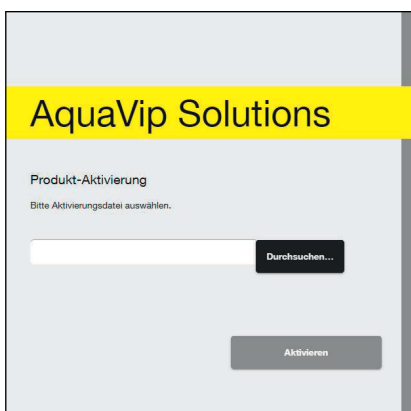 AquaVip Solutions
Produkt-Aktivierung
Bitte Aktivierungsdatei auswählen.
Durchsuchen...
Aktivieren